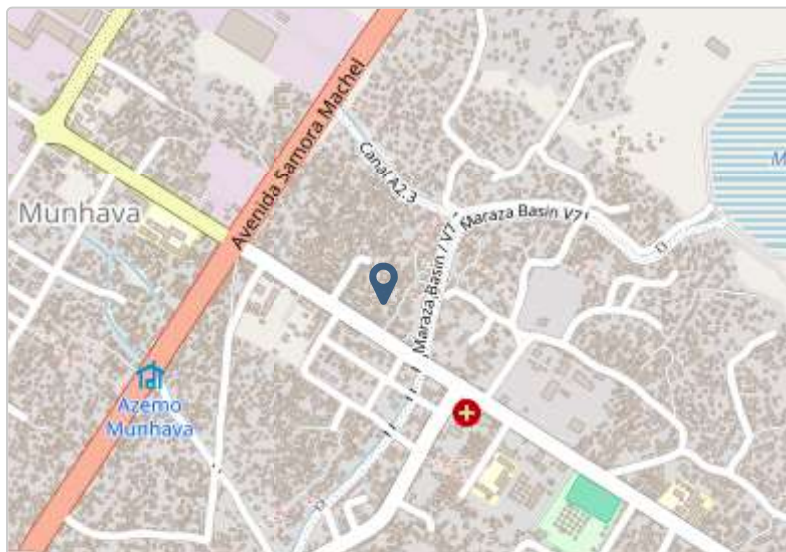 Avenida Samora Machel
Canal A2.3
Maraza Basin V7
Munhava
Maraza Basin / V7
Azemo
Munhava